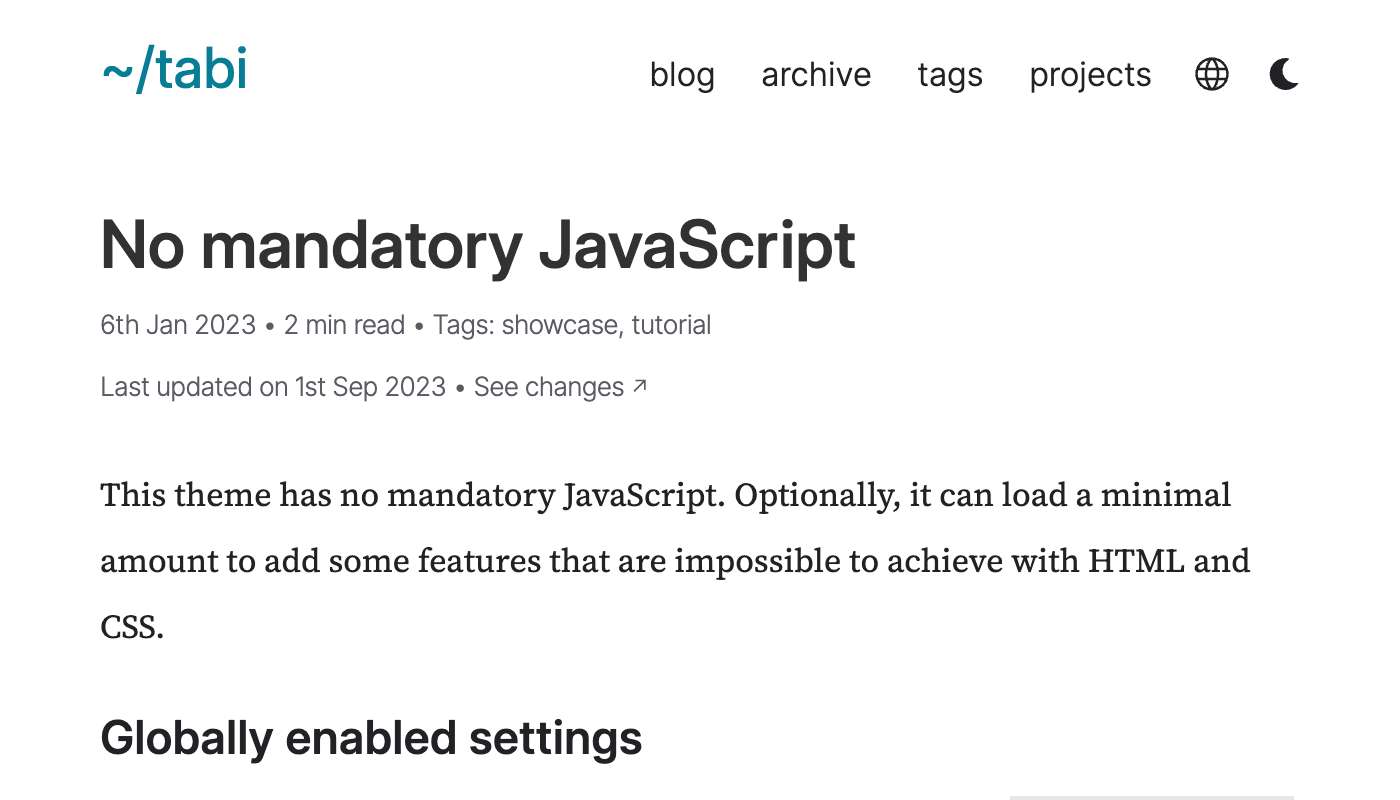 ~/tabi
blog archive tags projects
No mandatory JavaScript
6th Jan 2023 • 2 min read • Tags: showcase, tutorial
Last updated on 1st Sep 2023 • See changes ↗
This theme has no mandatory JavaScript. Optionally, it can load a minimal
amount to add some features that are impossible to achieve with HTML and
CSS.
Globally enabled settings